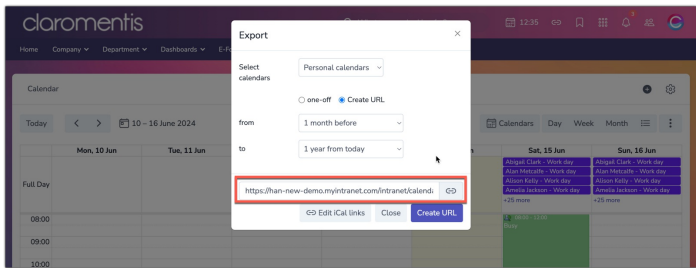 claromentis
12:35
3
Home Company Department Dashboards
Export
Select calendars
Personal calendars
one-off Create URL
from
1 month before
to
1 year from today
https://han-new-demo.myintranet.com/intranet/calend
Edit iCal links Close Create URL
Calendar
Today 10 – 16 June 2024 Calendars Day Week Month
Mon, 10 Jun Tue, 11 Jun Sat, 15 Jun Sun, 16 Jun
Full Day
Abigail Clark - Work day Abigail Clark - Work day
Alan Metcalfe - Work day Alan Metcalfe - Work day
Alison Kelly - Work day Alison Kelly - Work day
Amelia Jackson - Work day Amelia Jackson - Work day
+25 more +25 more
08:00
09:00
10:00